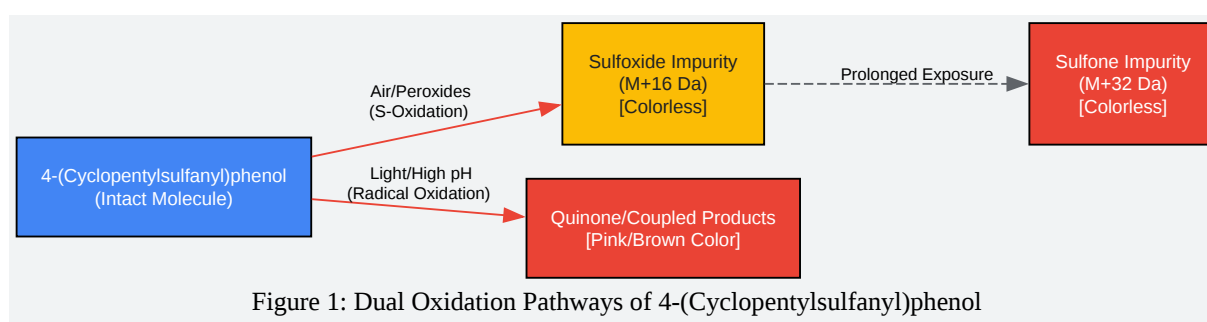 4-(Cyclopentylsulfanyl)phenol
(Intact Molecule)
Air/Peroxides
(S-Oxidation)
Light/High pH
(Radical Oxidation)
Sulfoxide Impurity
(M+16 Da)
[Colorless]
Quinone/Coupled Products
[Pink/Brown Color]
Prolonged Exposure
Sulfone Impurity
(M+32 Da)
[Colorless]
Figure 1: Dual Oxidation Pathways of 4-(Cyclopentylsulfanyl)phenol